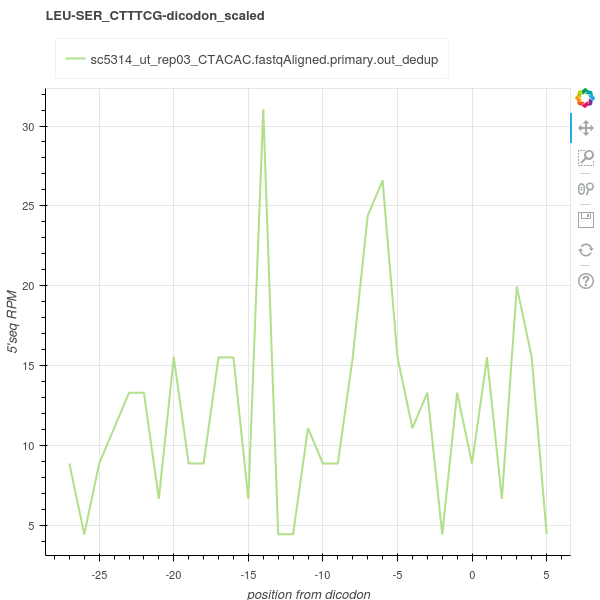 LEU-SER_CTTTCG-dicodon_scaled
sc5314_ut_rep03_CTACAC.fastqAligned.primary.out_dedup
30
25
20
15
10
5
5'seq RPM
-25 -20 -15 -10 -5 0 5
position from dicodon